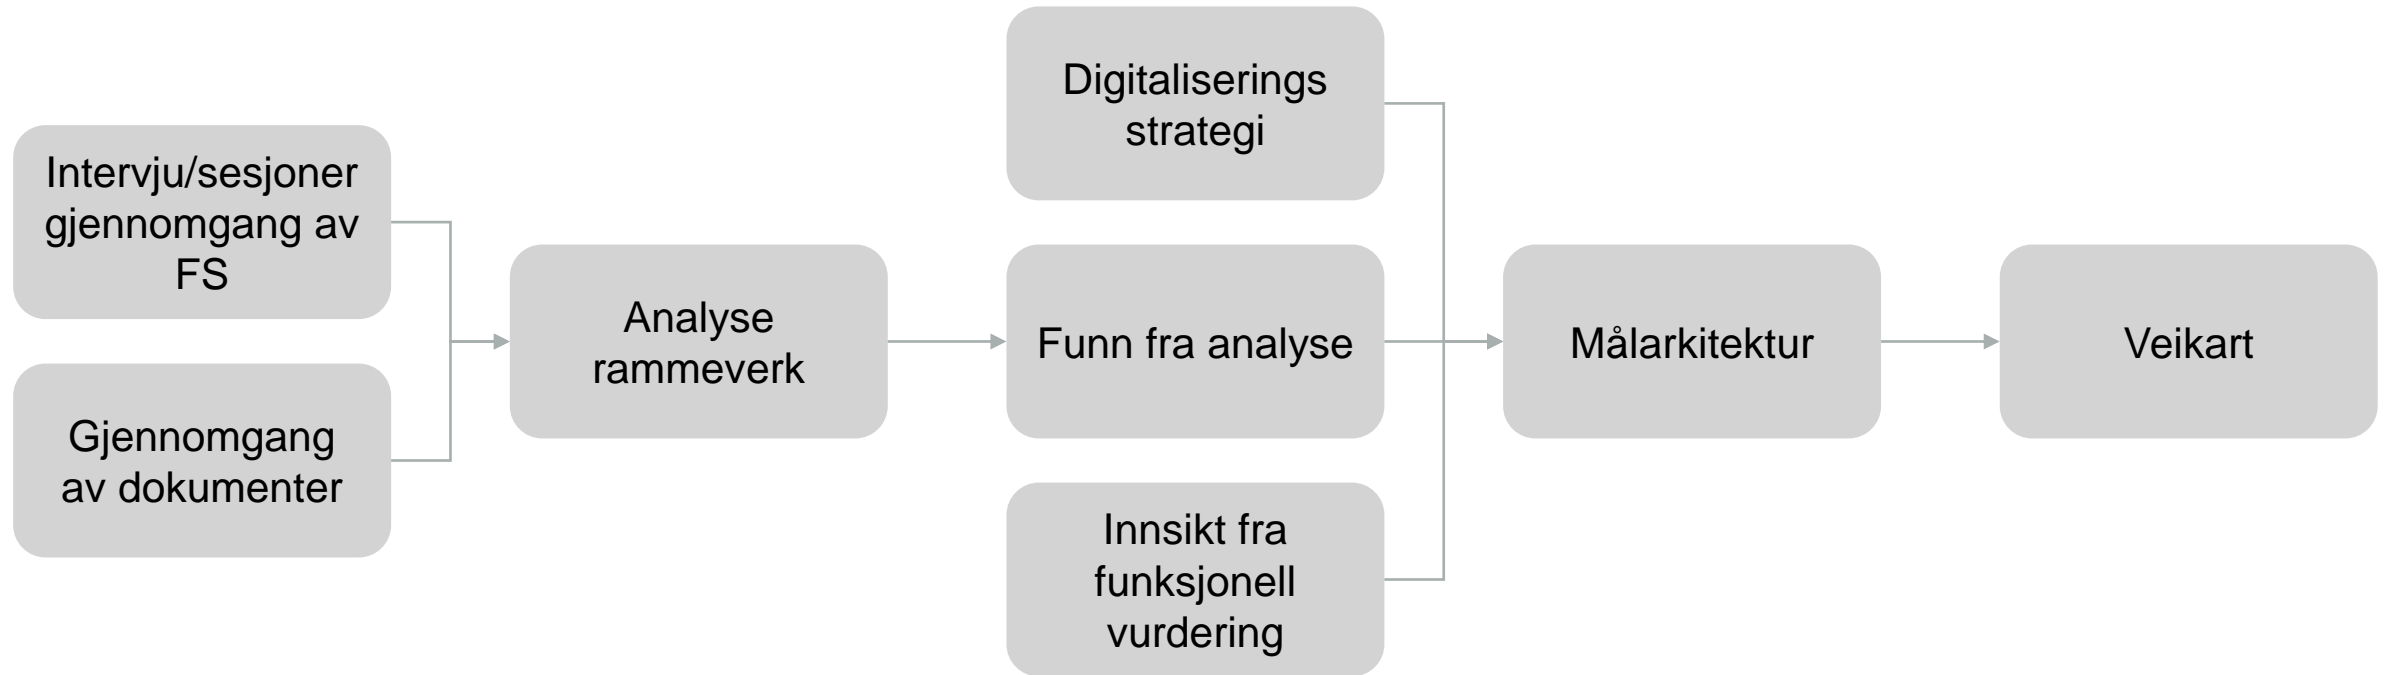 Intervju/sesjoner
gjennomgang av
FS
Gjennomgang
av dokumenter
Analyse
rammeverk
Digitaliserings
strategi
Funn fra analyse
Innsikt fra
funksjonell
vurdering
Målarkitektur
Veikart